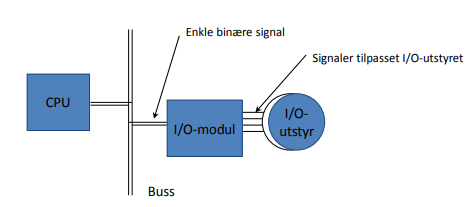 Enkle binære signal
Signaler tilpasset I/O-utstyret
CPU
I/O-modul
I/O-
utstyr
Buss